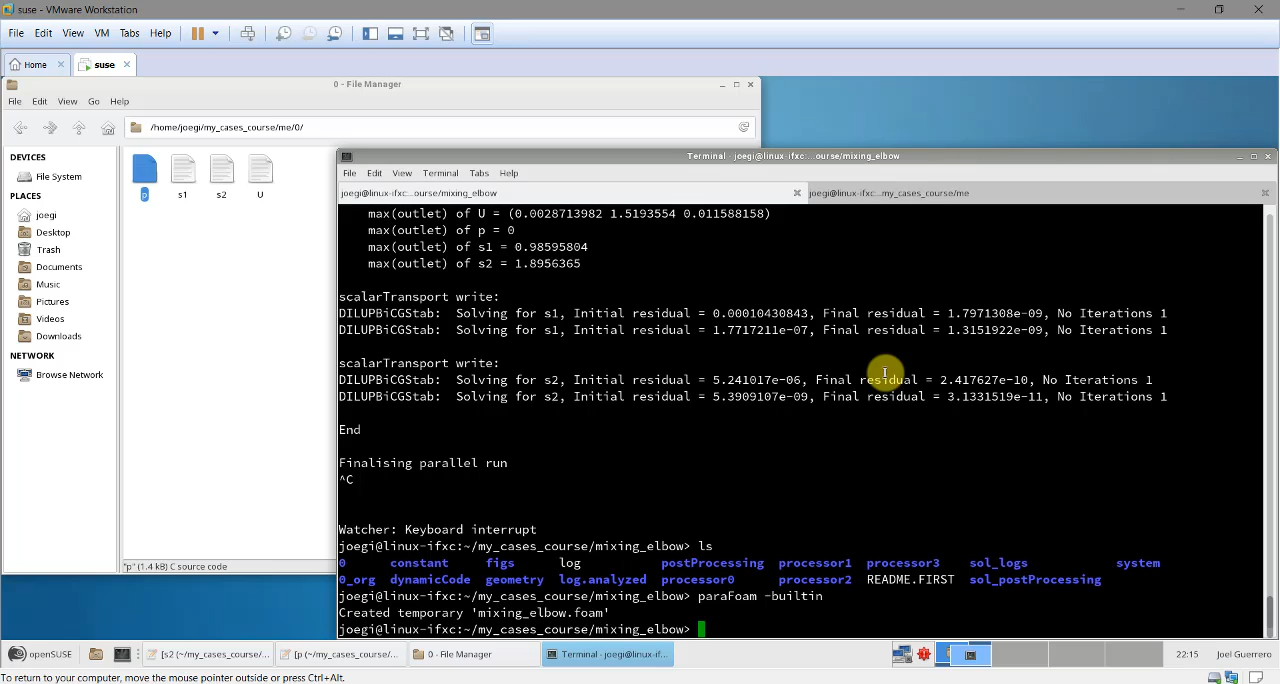 suse - VMware Workstation
File Edit View VM Tabs Help
Home
suse
0 - File Manager
File Edit View Go Help
/home/joegi/my_cases_course/me/0/
DEVICES
File System
PLACES
joegi
Desktop
Trash
Documents
Music
Pictures
Videos
Downloads
NETWORK
Browse Network
p s1 s2 U
"p" (1.4 kB) C source code
Terminal - joegi@linux-ifxc:...ourse/mixing_elbow
File Edit View Terminal Tabs Help
joegi@linux-ifxc:...ourse/mixing_elbow
joegi@linux-ifxc:...my_cases_course/me
max(outlet) of U = (0.0028713982 1.5193554 0.011588158)
max(outlet) of p = 0
max(outlet) of s1 = 0.98595804
max(outlet) of s2 = 1.8956365
scalarTransport write:
DILUPBiCGStab:  Solving for s1, Initial residual = 0.00010430843, Final residual = 1.7971308e-09, No Iterations 1
DILUPBiCGStab:  Solving for s1, Initial residual = 1.7717211e-07, Final residual = 1.3151922e-09, No Iterations 1
scalarTransport write:
DILUPBiCGStab:  Solving for s2, Initial residual = 5.241017e-06, Final residual = 2.417627e-10, No Iterations 1
DILUPBiCGStab:  Solving for s2, Initial residual = 5.3909107e-09, Final residual = 3.1331519e-11, No Iterations 1
End
Finalising parallel run
^C
Watcher: Keyboard interrupt
joegi@linux-ifxc:~/my_cases_course/mixing_elbow> ls
0 constant figs log postProcessing processor1 processor3 sol_logs system
0_org dynamicCode geometry log.analyzed processor0 processor2 README.FIRST sol_postProcessing
joegi@linux-ifxc:~/my_cases_course/mixing_elbow> paraFoam -builtin
Created temporary 'mixing_elbow.foam'
joegi@linux-ifxc:~/my_cases_course/mixing_elbow>
openSUSE
[s2 (~/my_cases_course/...
[p (~/my_cases_course/...
0 - File Manager
Terminal - joegi@linux-if...
22:15
Joel Guerrero
To return to your computer, move the mouse pointer outside or press Ctrl+Alt.